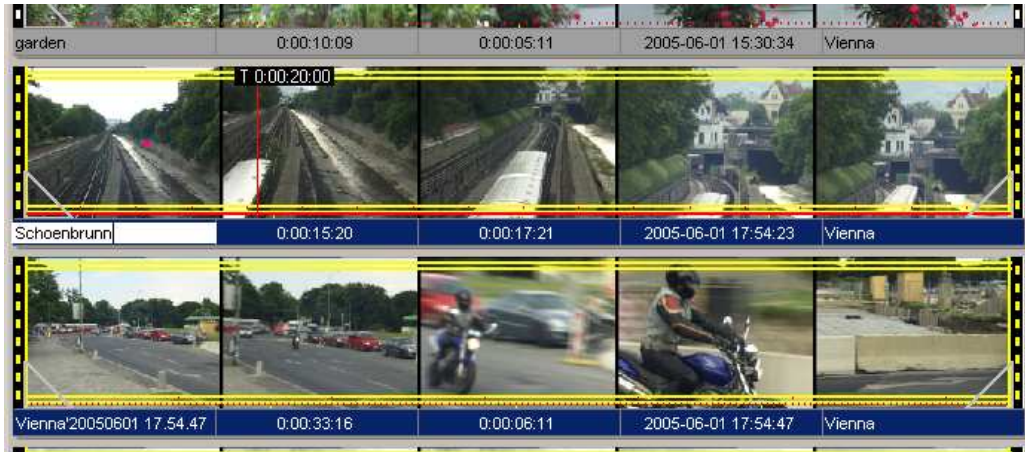 garden 0:00:10:09 0:00:05:11 2005-06-01 15:30:34 Vienna
T 0:00:20:00
Schoenbrunn 0:00:15:20 0:00:17:21 2005-06-01 17:54:23 Vienna
Vienna'20050601 17.54.47 0:00:33:16 0:00:06:11 2005-06-01 17:54:47 Vienna